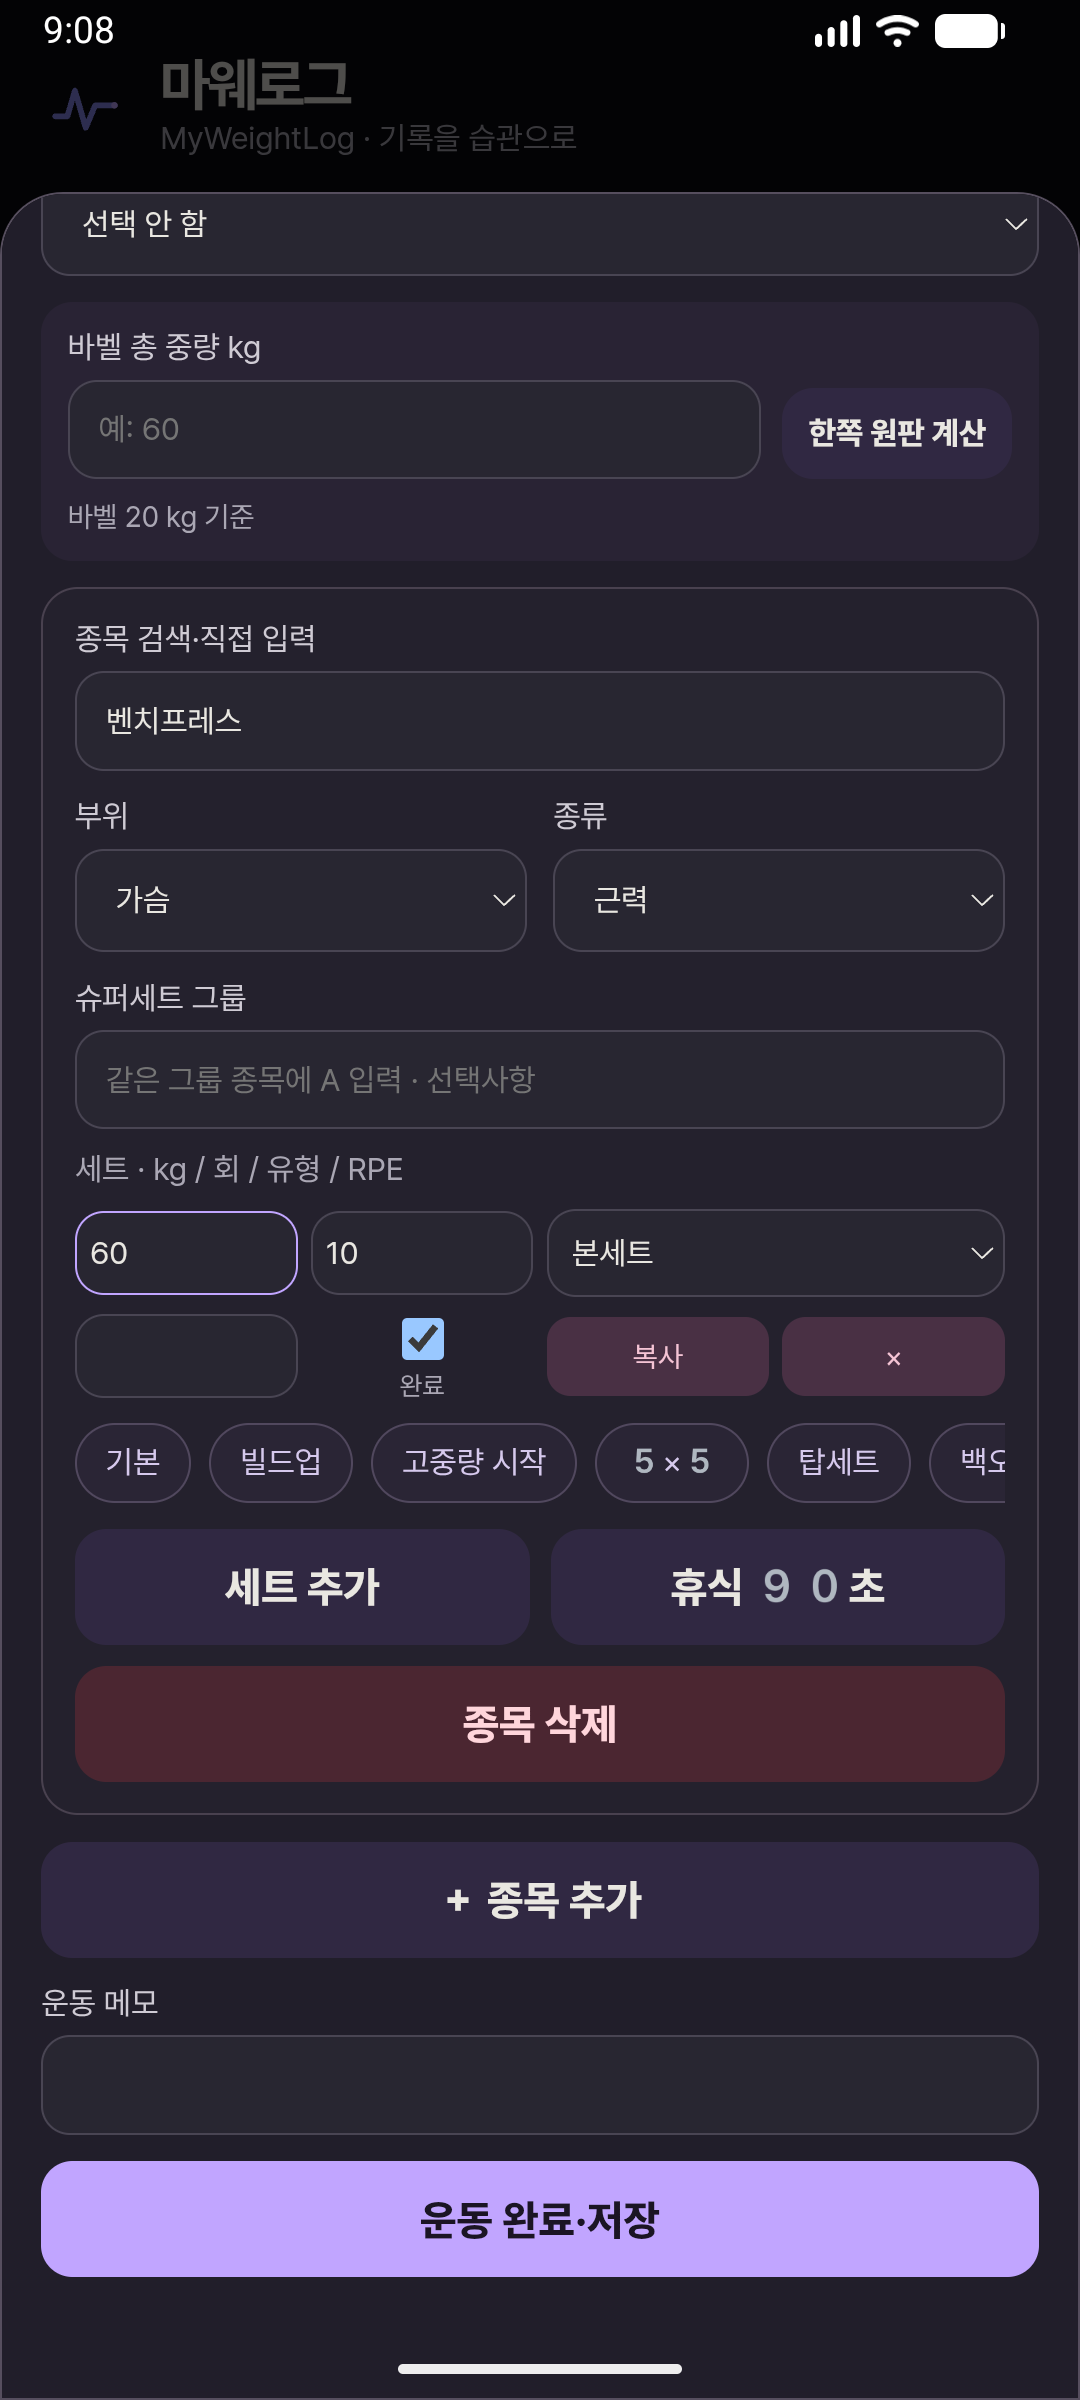 9:08
마웨로그
MyWeightLog · 기록을 습관으로
선택 안 함
바벨 총 중량 kg
예: 60
한쪽 원판 계산
바벨 20 kg 기준
종목 검색·직접 입력
벤치프레스
부위 종류
가슴 근력
슈퍼세트 그룹
같은 그룹 종목에 A 입력 · 선택사항
세트 · kg / 회 / 유형 / RPE
60 10 본세트
완료 복사 ×
기본 빌드업 고중량 시작 5 × 5 탑세트 백오
세트 추가 휴식 90초
종목 삭제
+ 종목 추가
운동 메모
운동 완료·저장